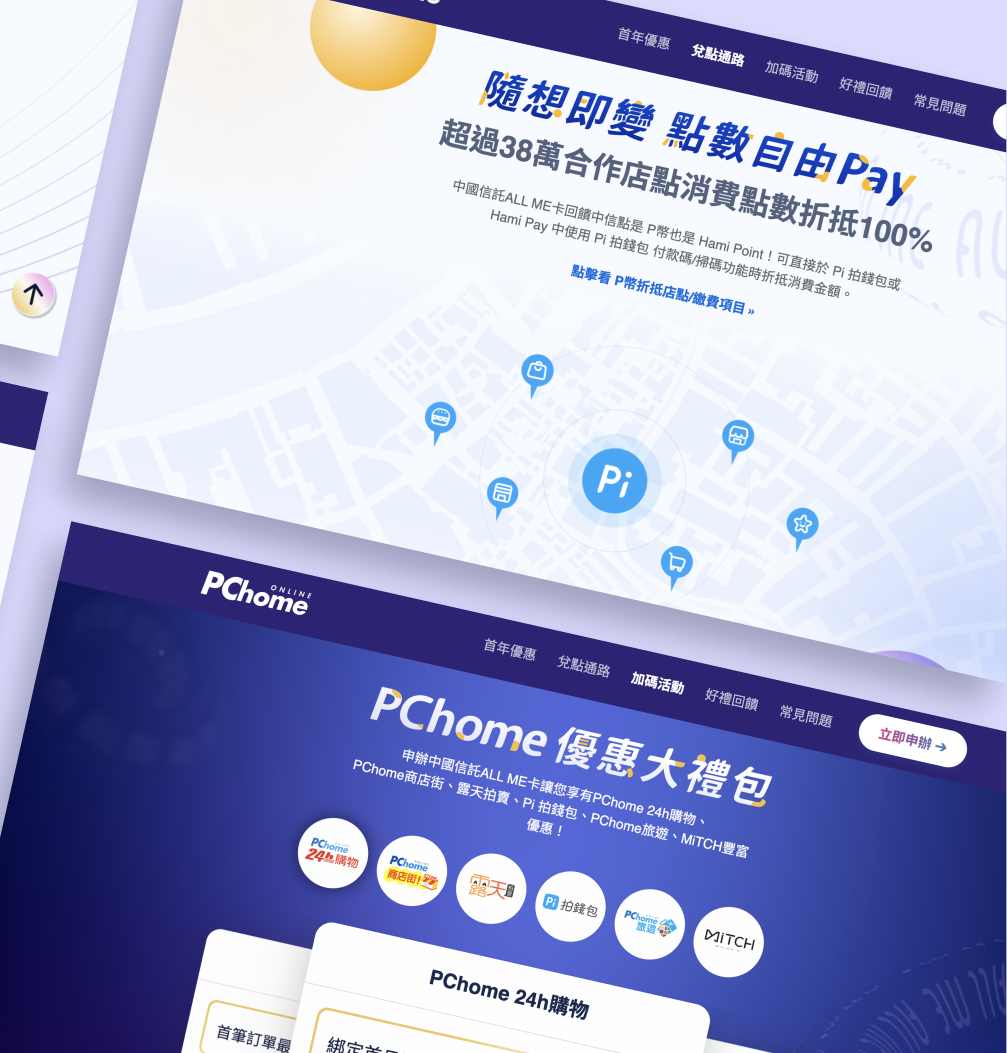 首年優惠
兌點通路
加碼活動
好禮回饋
常見問題
隨想即變 點數自由Pay
超過38萬合作店點消費點數折抵100%
中國信託ALL ME卡回饋中信點是 P幣也是 Hami Point！可直接於 Pi 拍錢包或
Hami Pay 中使用 Pi 拍錢包 付款碼/掃碼功能時折抵消費金額。
點擊看 P幣折抵店點/繳費項目 »
Pi
PChome ONLINE
首年優惠
兌點通路
加碼活動
好禮回饋
常見問題
立即申辦
PChome 優惠大禮包
申辦中國信託ALL ME卡讓您享有PChome 24h購物、
PChome商店街、露天拍賣、Pi 拍錢包、PChome旅遊、MiTCH豐富
優惠！
PChome 24h購物
PChome 商店街!
露天
Pi 拍錢包
PChome 旅遊
MiTCH
PChome 24h購物
首筆訂單最